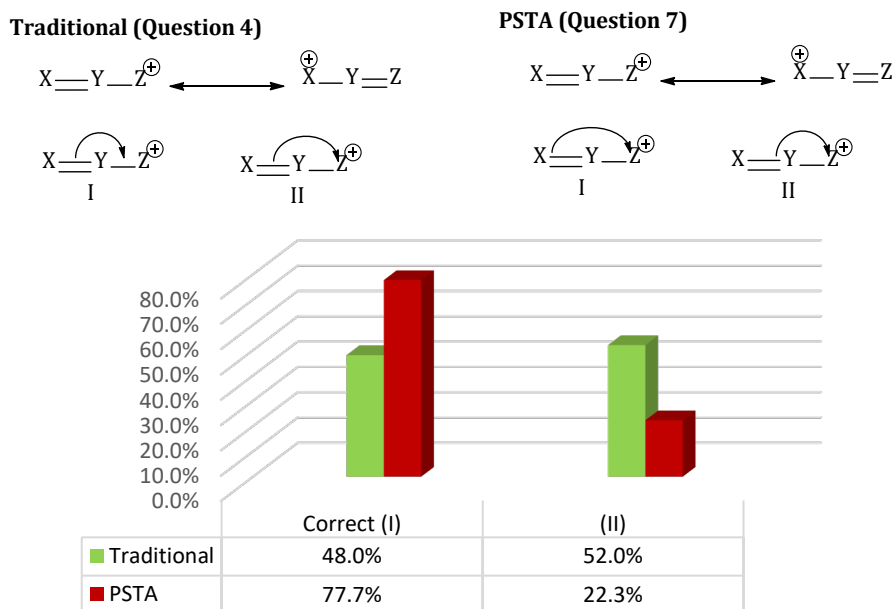 Traditional (Question 4) PSTA (Question 7)
X Y Z⊕ ⊕X Y Z X Y Z⊕ ⊕X Y Z
X Y Z⊕ X Y Z⊕ X Y Z⊕ X Y Z⊕
I II I II
80.0%
70.0%
60.0%
50.0%
40.0%
30.0%
20.0%
10.0%
0.0%
Correct (I) (II)
Traditional 48.0% 52.0%
PSTA 77.7% 22.3%